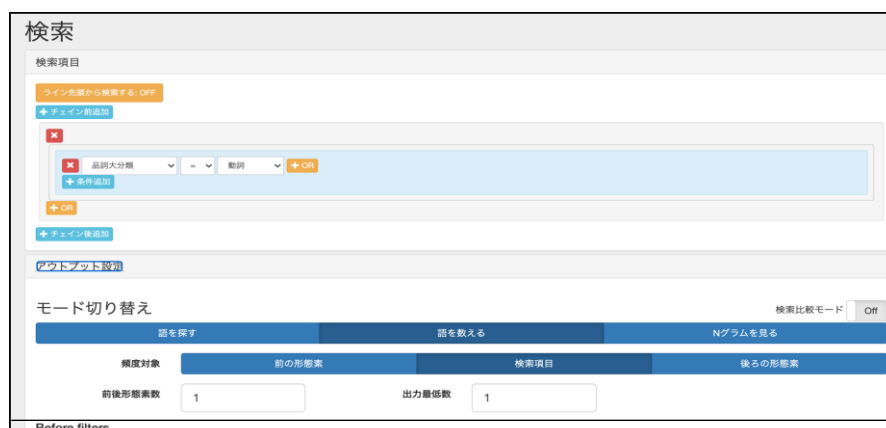 検索
検索項目
ライン先頭から検索する: OFF
+ チェイン前追加
品詞大分類 = 動詞 + OR
+ 条件追加
+ OR
+ チェイン後追加
アウトプット設定
モード切り替え
検索比較モード Off
語を探す 語を数える Nグラムを見る
頻度対象 前の形態素 検索項目 後ろの形態素
前後形態素数 1 出力最低数 1
Before filters